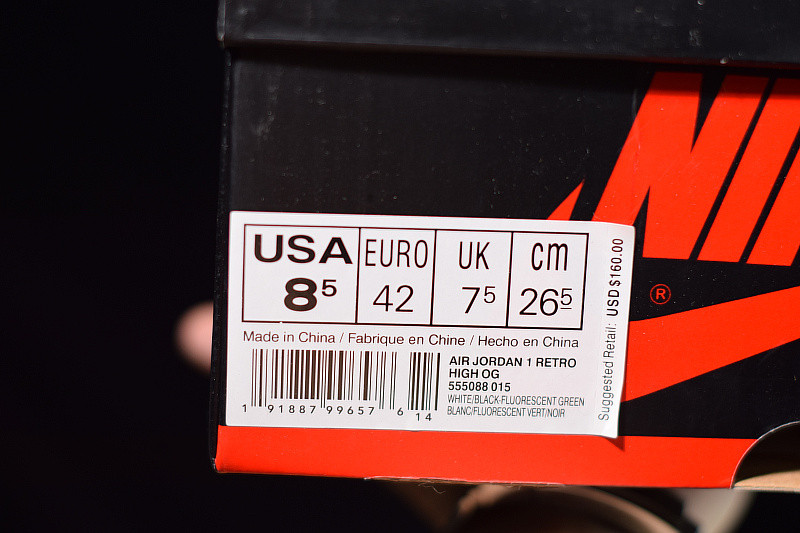 NIK
®
USA EURO UK cm
8⁵ 42 7⁵ 26⁵
Made in China / Fabrique en Chine / Hecho en China
AIR JORDAN 1 RETRO
HIGH OG
555088 015
WHITE/BLACK-FLUORESCENT GREEN
BLANC/FLUORESCENT VERT/NOIR
1 91887 99657 6 14
Suggested Retail: USD $160.00